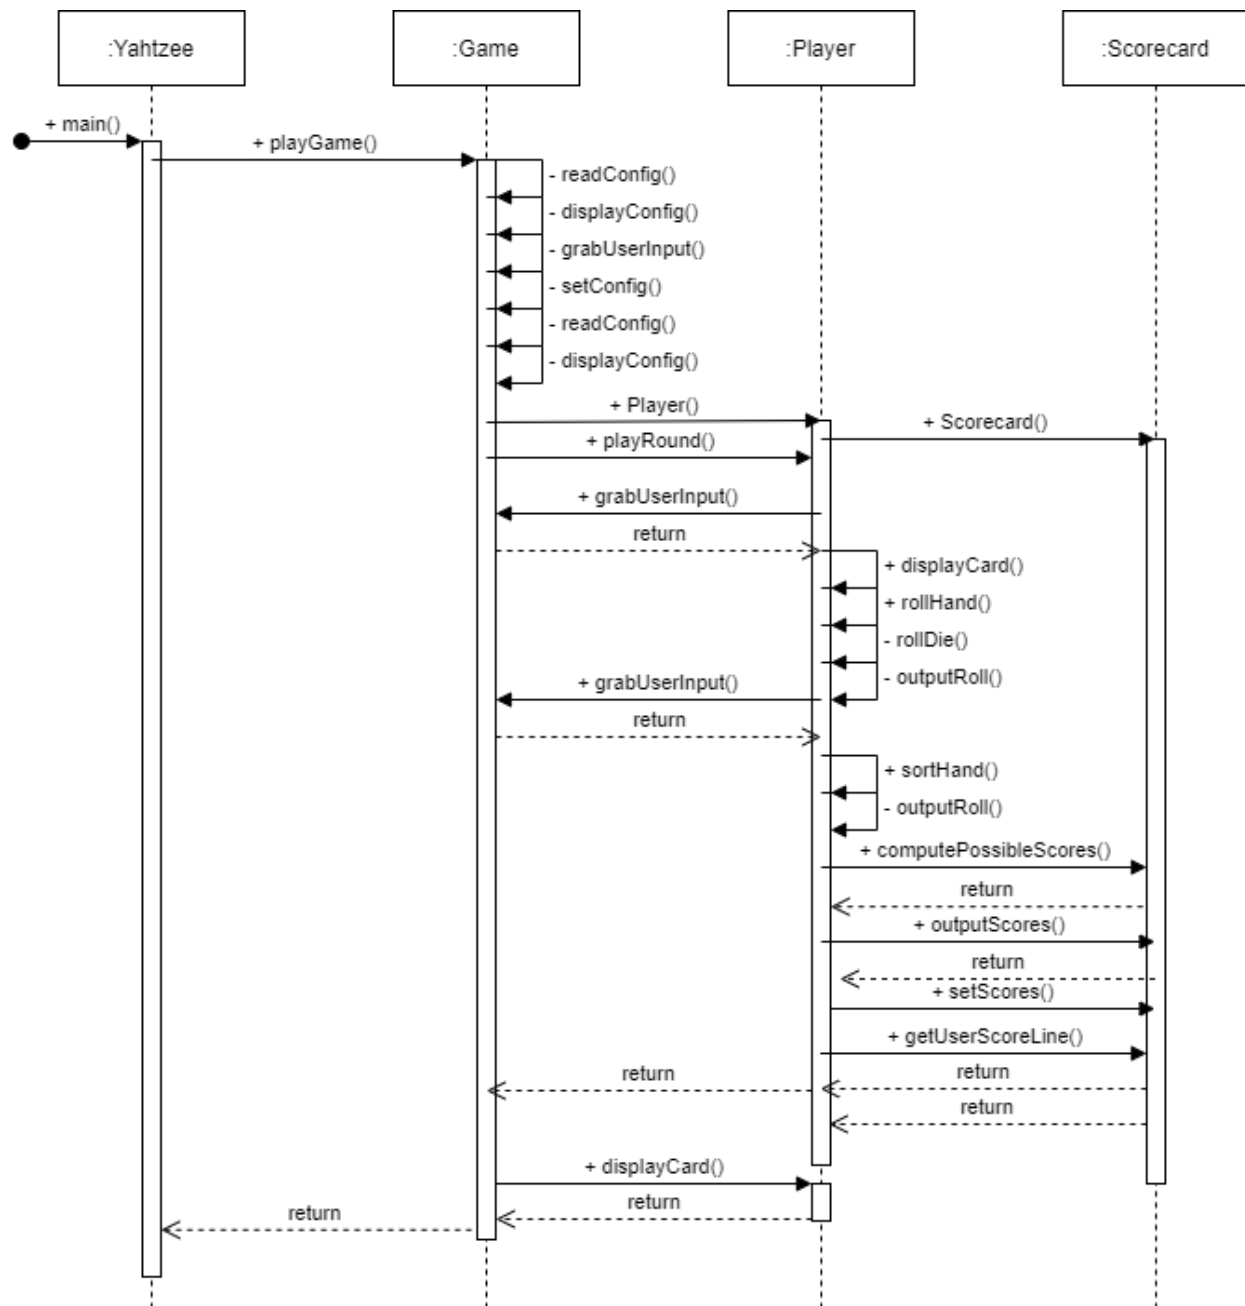 :Yahtzee
:Game
:Player
:Scorecard
+ main()
+ playGame()
- readConfig()
- displayConfig()
- grabUserInput()
- setConfig()
- readConfig()
- displayConfig()
+ Player()
+ Scorecard()
+ playRound()
+ grabUserInput()
return
+ displayCard()
+ rollHand()
- rollDie()
- outputRoll()
+ grabUserInput()
return
+ sortHand()
- outputRoll()
+ computePossibleScores()
return
+ outputScores()
return
+ setScores()
+ getUserScoreLine()
return
return
return
+ displayCard()
return
return